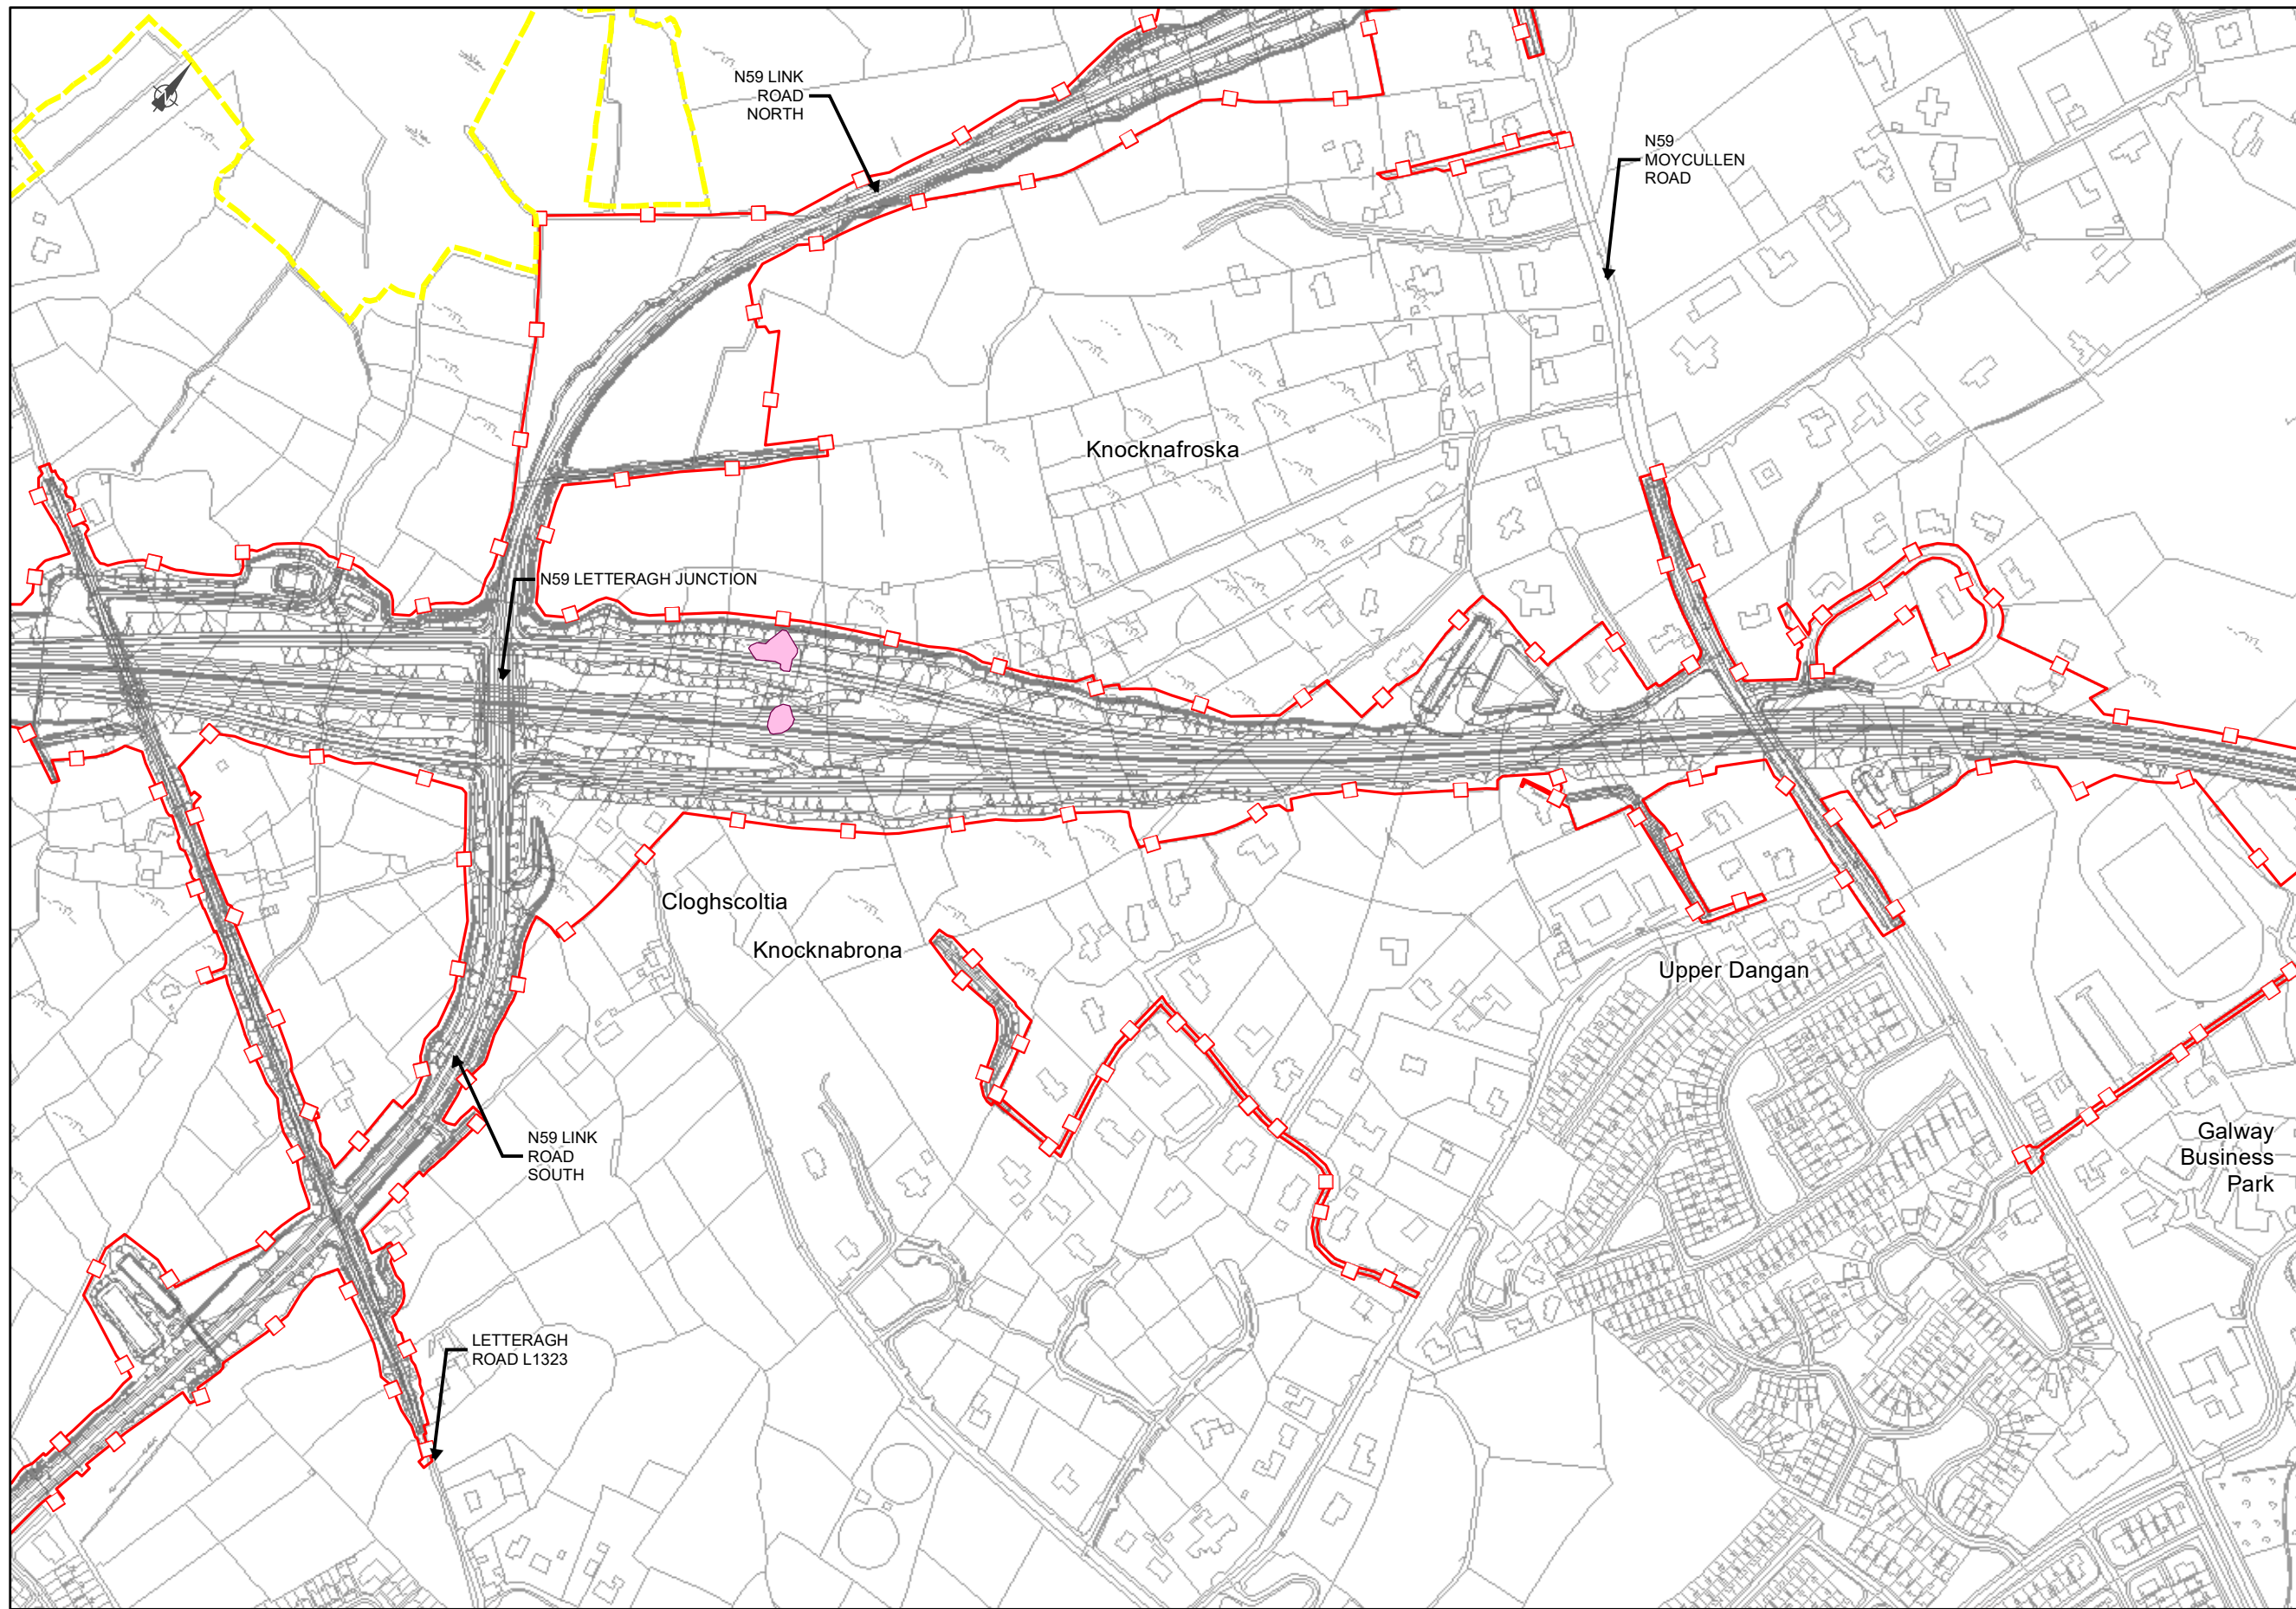 N59 LINK
ROAD
NORTH
N59
MOYCULLEN
ROAD
Knocknafroska
N59 LETTERAGH JUNCTION
Cloghscoltia
Knocknabrona
Upper Dangan
N59 LINK
ROAD
SOUTH
Galway
Business
Park
LETTERAGH
ROAD L1323